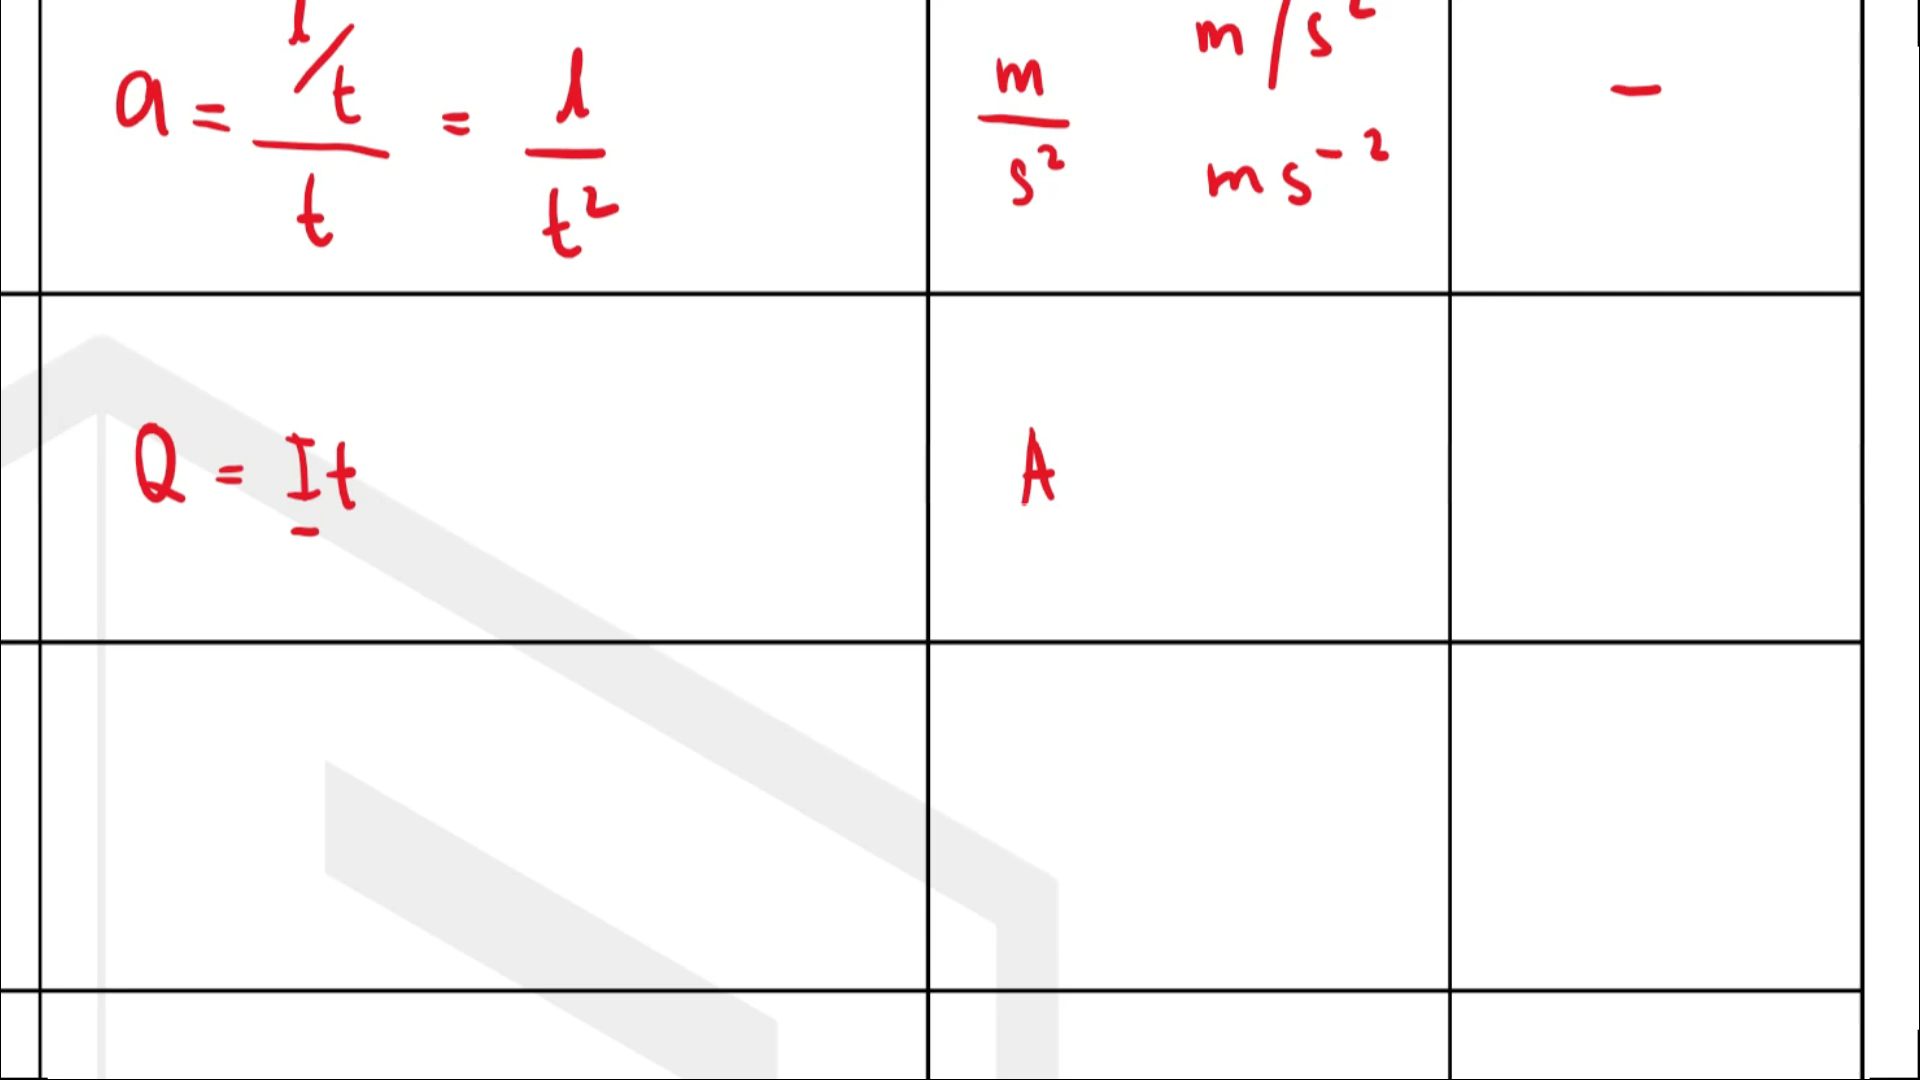 a = l/t / t = l / t² m / s² m/s² ms⁻² –
Q = It A